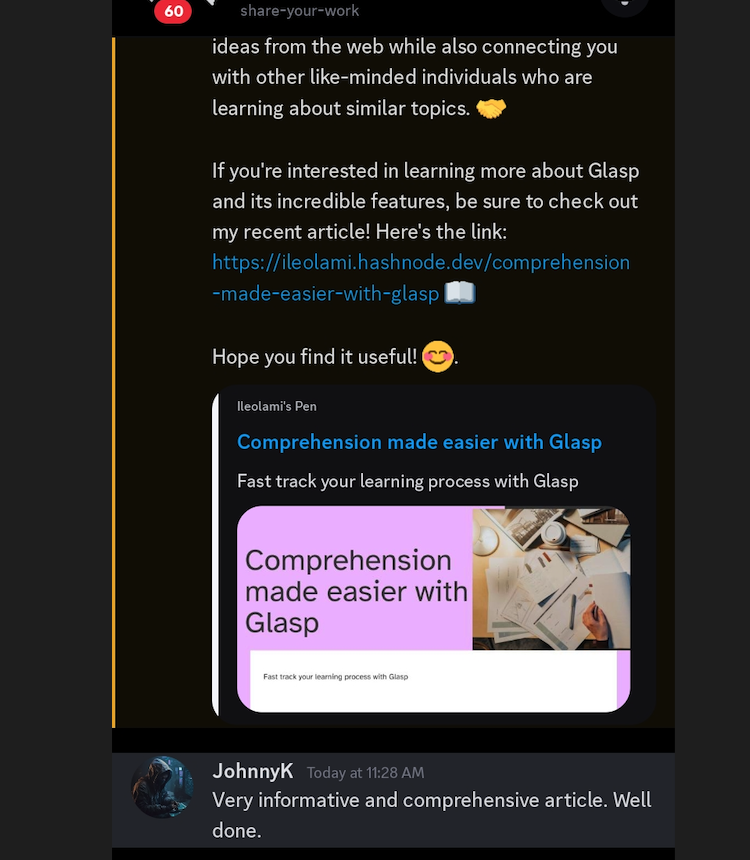 60
share-your-work
ideas from the web while also connecting you
with other like-minded individuals who are
learning about similar topics. 🤝
If you're interested in learning more about Glasp
and its incredible features, be sure to check out
my recent article! Here's the link:
https://ileolami.hashnode.dev/comprehension
-made-easier-with-glasp 📖
Hope you find it useful! 😊.
Ileolami's Pen
Comprehension made easier with Glasp
Fast track your learning process with Glasp
Comprehension
made easier with
Glasp
Fast track your learning process with Glasp
JohnnyK Today at 11:28 AM
Very informative and comprehensive article. Well
done.